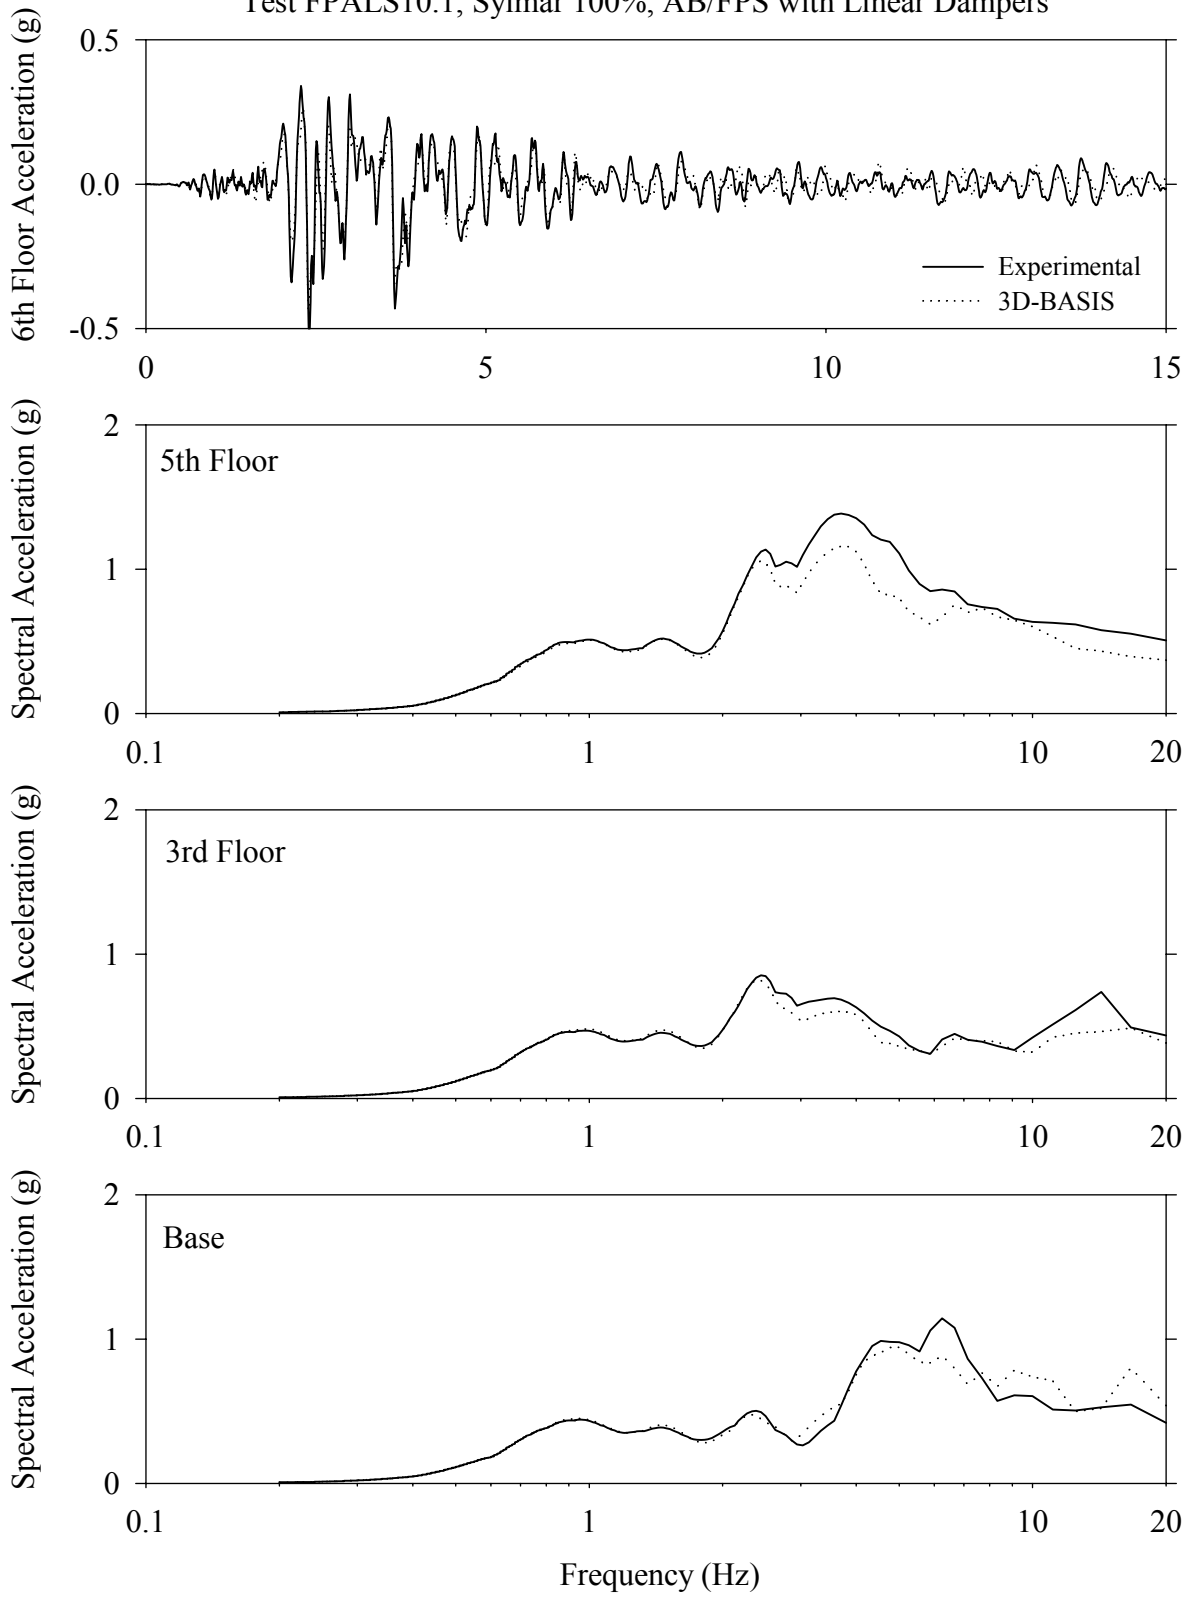 Test FPALS10.1, Sylmar 100%, AB/FPS with Linear Dampers
6th Floor Acceleration (g)
0.5
0.0
-0.5
Experimental
3D-BASIS
0 5 10 15
Spectral Acceleration (g)
2
5th Floor
1
0
0.1 1 10 20
Spectral Acceleration (g)
2
3rd Floor
1
0
0.1 1 10 20
Spectral Acceleration (g)
2
Base
1
0
0.1 1 10 20
Frequency (Hz)